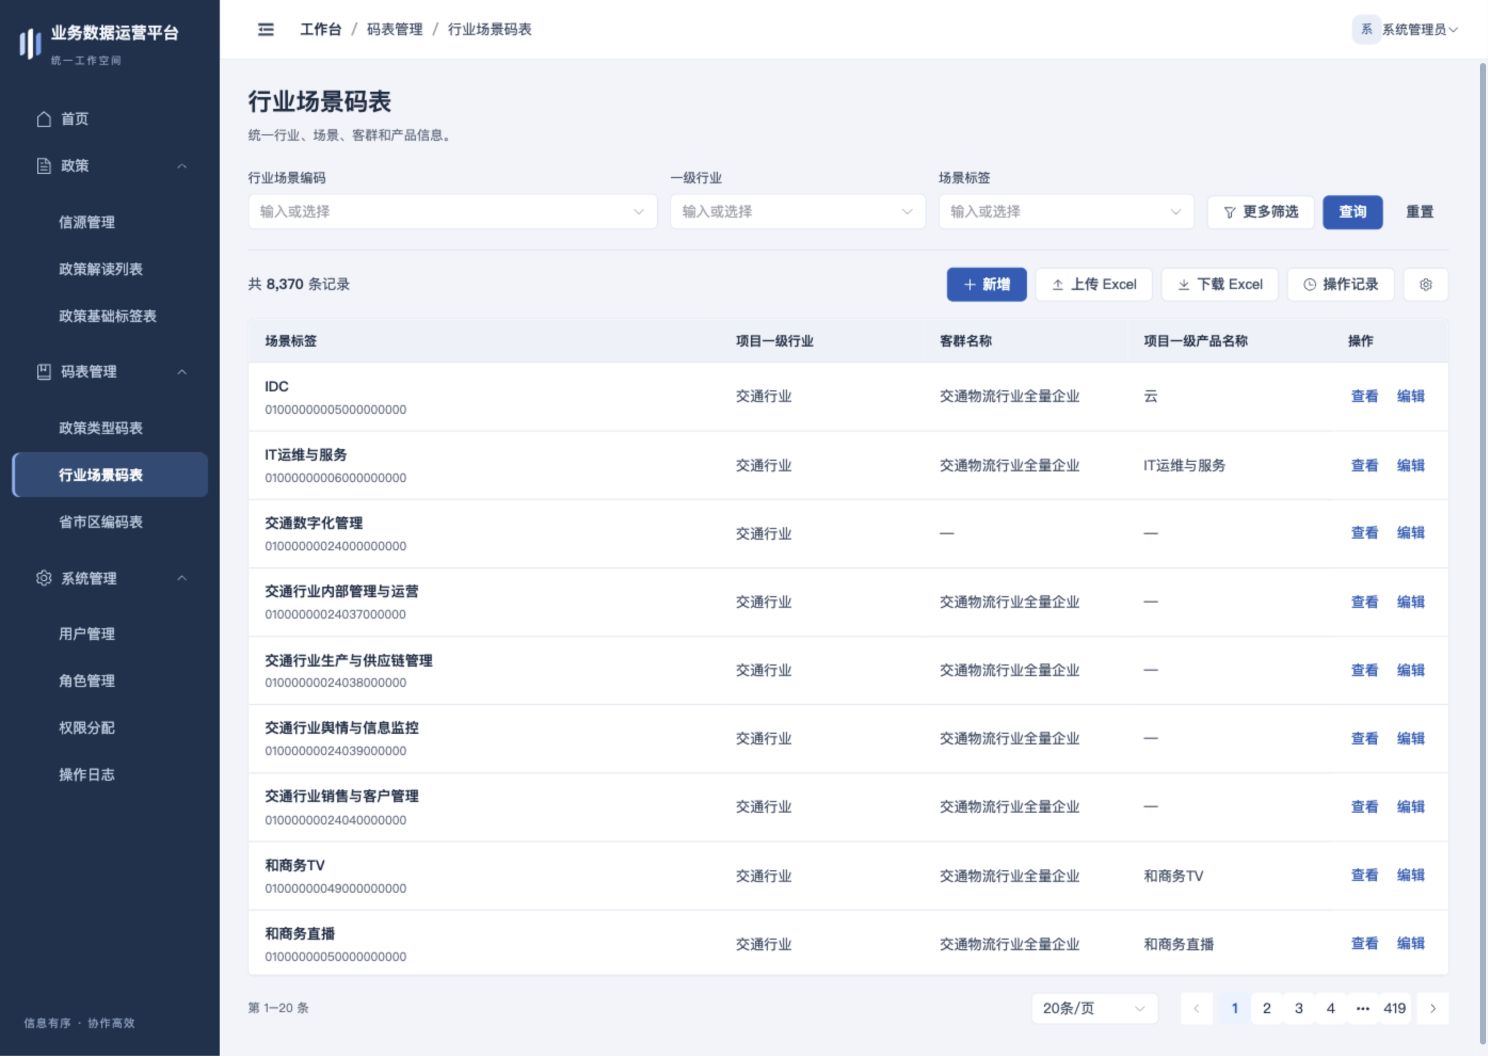 业务数据运营平台
统一工作空间
首页
政策
信源管理
政策解读列表
政策基础标签表
码表管理
政策类型码表
行业场景码表
省市区编码表
系统管理
用户管理
角色管理
权限分配
操作日志
信息有序 · 协作高效
工作台 / 码表管理 / 行业场景码表
系 系统管理员
行业场景码表
统一行业、场景、客群和产品信息。
行业场景编码 一级行业 场景标签
输入或选择 输入或选择 输入或选择 更多筛选 查询 重置
共 8,370 条记录 新增 上传 Excel 下载 Excel 操作记录
场景标签 项目一级行业 客群名称 项目一级产品名称 操作
IDC
01000000005000000000 交通行业 交通物流行业全量企业 云 查看 编辑
IT运维与服务
01000000006000000000 交通行业 交通物流行业全量企业 IT运维与服务 查看 编辑
交通数字化管理
01000000024000000000 交通行业 — — 查看 编辑
交通行业内部管理与运营
01000000024037000000 交通行业 交通物流行业全量企业 — 查看 编辑
交通行业生产与供应链管理
01000000024038000000 交通行业 交通物流行业全量企业 — 查看 编辑
交通行业舆情与信息监控
01000000024039000000 交通行业 交通物流行业全量企业 — 查看 编辑
交通行业销售与客户管理
01000000024040000000 交通行业 交通物流行业全量企业 — 查看 编辑
和商务TV
01000000049000000000 交通行业 交通物流行业全量企业 和商务TV 查看 编辑
和商务直播
01000000050000000000 交通行业 交通物流行业全量企业 和商务直播 查看 编辑
第 1—20 条 20条/页 1 2 3 4 ··· 419